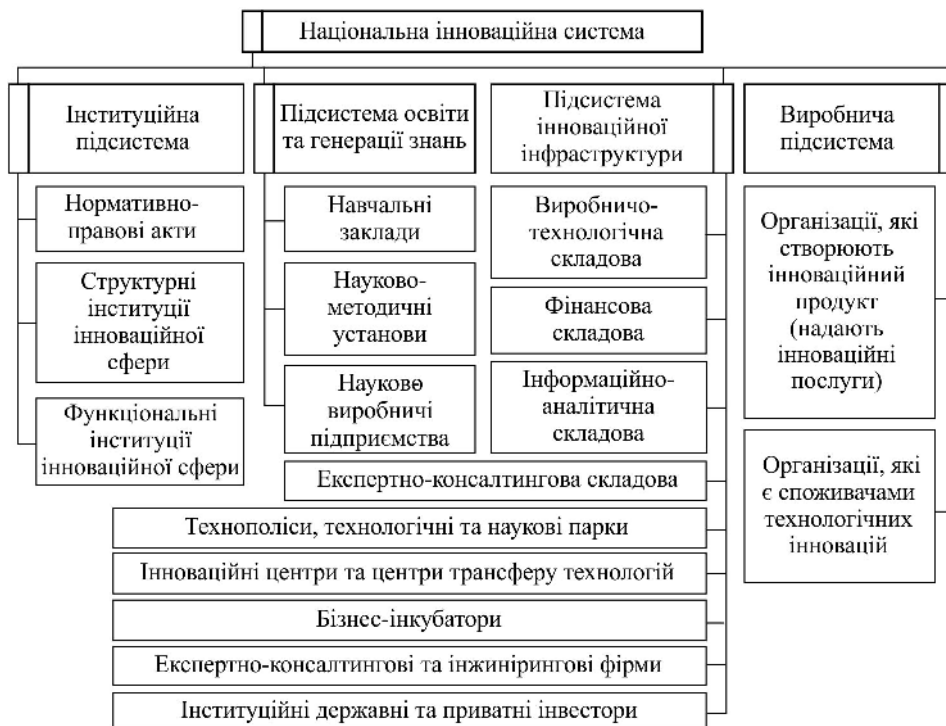 Національна інноваційна система
Інституційна
підсистема
Підсистема освіти
та генерації знань
Підсистема
інноваційної
інфраструктури
Виробнича
підсистема
Нормативно-
правові акти
Структурні
інституції
інноваційної
сфери
Функціональні
інституції
інноваційної сфери
Навчальні
заклади
Науково-
методичні
установи
Науково
виробничі
підприємства
Виробничо-
технологічна
складова
Фінансова
складова
Інформаційно-
аналітична
складова
Експертно-консалтингова складова
Технополіси, технологічні та наукові парки
Інноваційні центри та центри трансферу технологій
Бізнес-інкубатори
Експертно-консалтингові та інжинірингові фірми
Інституційні державні та приватні інвестори
Організації, які
створюють
інноваційний
продукт
(надають
інноваційні
послуги)
Організації, які
є споживачами
технологічних
інновацій